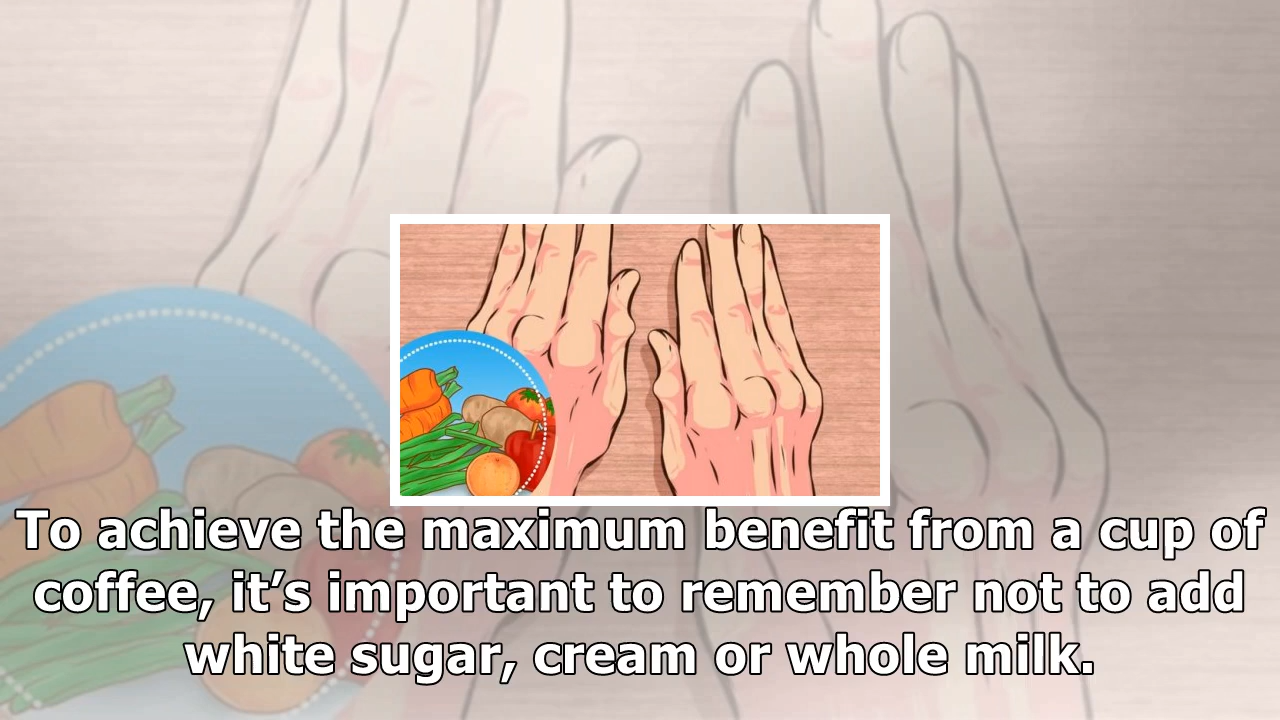 To achieve the maximum benefit from a cup of
coffee, it’s important to remember not to add
white sugar, cream or whole milk.